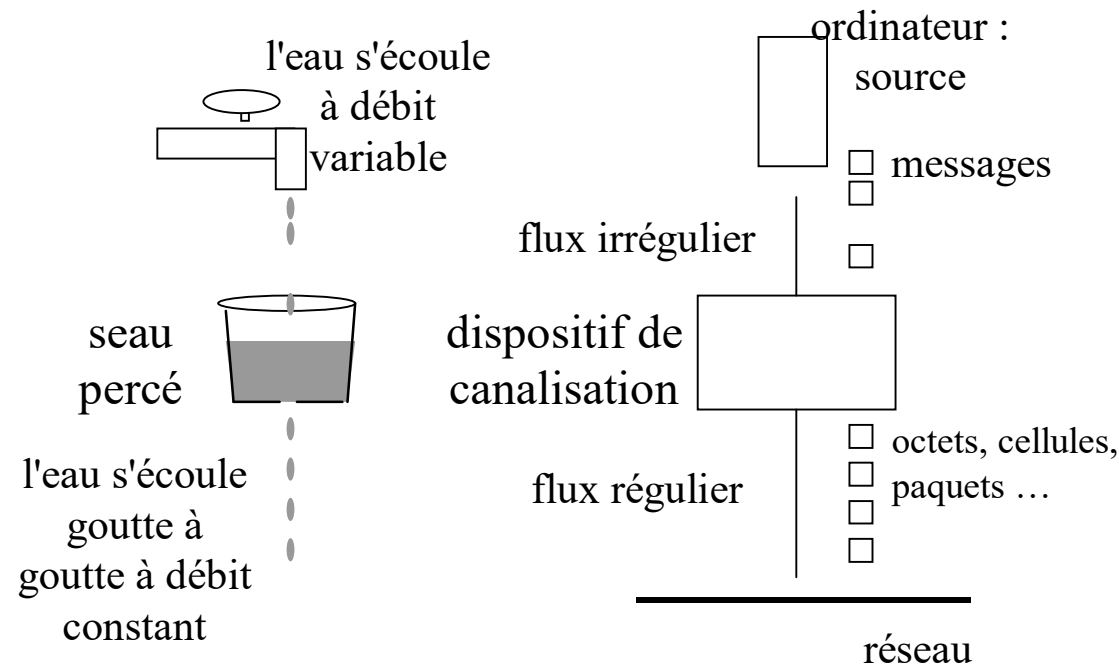 l'eau s'écoule
à débit
variable
seau
percé
l'eau s'écoule
goutte à
goutte à débit
constant
ordinateur :
source
messages
flux irrégulier
dispositif de
canalisation
octets, cellules,
paquets …
flux régulier
réseau